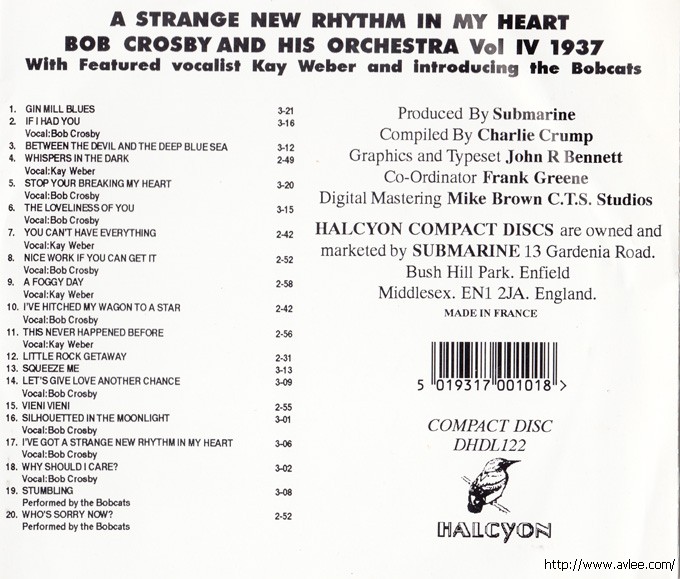 A STRANGE NEW RHYTHM IN MY HEART
BOB CROSBY AND HIS ORCHESTRA Vol IV 1937
With Featured vocalist Kay Weber and introducing the Bobcats
1. GIN MILL BLUES 3-21
2. IF I HAD YOU 3-16
Vocal:Bob Crosby
3. BETWEEN THE DEVIL AND THE DEEP BLUE SEA 3-12
4. WHISPERS IN THE DARK 2-49
Vocal:Kay Weber
5. STOP YOUR BREAKING MY HEART 3-20
Vocal:Bob Crosby
6. THE LOVELINESS OF YOU 3-15
Vocal:Bob Crosby
7. YOU CAN'T HAVE EVERYTHING 2-42
Vocal:Kay Weber
8. NICE WORK IF YOU CAN GET IT 2-52
Vocal:Bob Crosby
9. A FOGGY DAY 2-58
Vocal:Kay Weber
10. I'VE HITCHED MY WAGON TO A STAR 2-42
Vocal:Bob Crosby
11. THIS NEVER HAPPENED BEFORE 2-56
Vocal:Kay Weber
12. LITTLE ROCK GETAWAY 2-31
13. SQUEEZE ME 3-13
14. LET'S GIVE LOVE ANOTHER CHANCE 3-09
Vocal:Bob Crosby
15. VIENI VIENI 2-55
16. SILHOUETTED IN THE MOONLIGHT 3-01
Vocal:Bob Crosby
17. I'VE GOT A STRANGE NEW RHYTHM IN MY HEART 3-06
Vocal:Bob Crosby
18. WHY SHOULD I CARE? 3-02
Vocal:Bob Crosby
19. STUMBLING 3-08
Performed by the Bobcats
20. WHO'S SORRY NOW? 2-52
Performed by the Bobcats
Produced By Submarine
Compiled By Charlie Crump
Graphics and Typeset John R Bennett
Co-Ordinator Frank Greene
Digital Mastering Mike Brown C.T.S. Studios
HALCYON COMPACT DISCS are owned and
marketed by SUBMARINE 13 Gardenia Road.
Bush Hill Park. Enfield
Middlesex. EN1 2JA. England.
MADE IN FRANCE
5 019317 001018 >
COMPACT DISC
DHDL122
HALCYON
http://www.avlee.com/